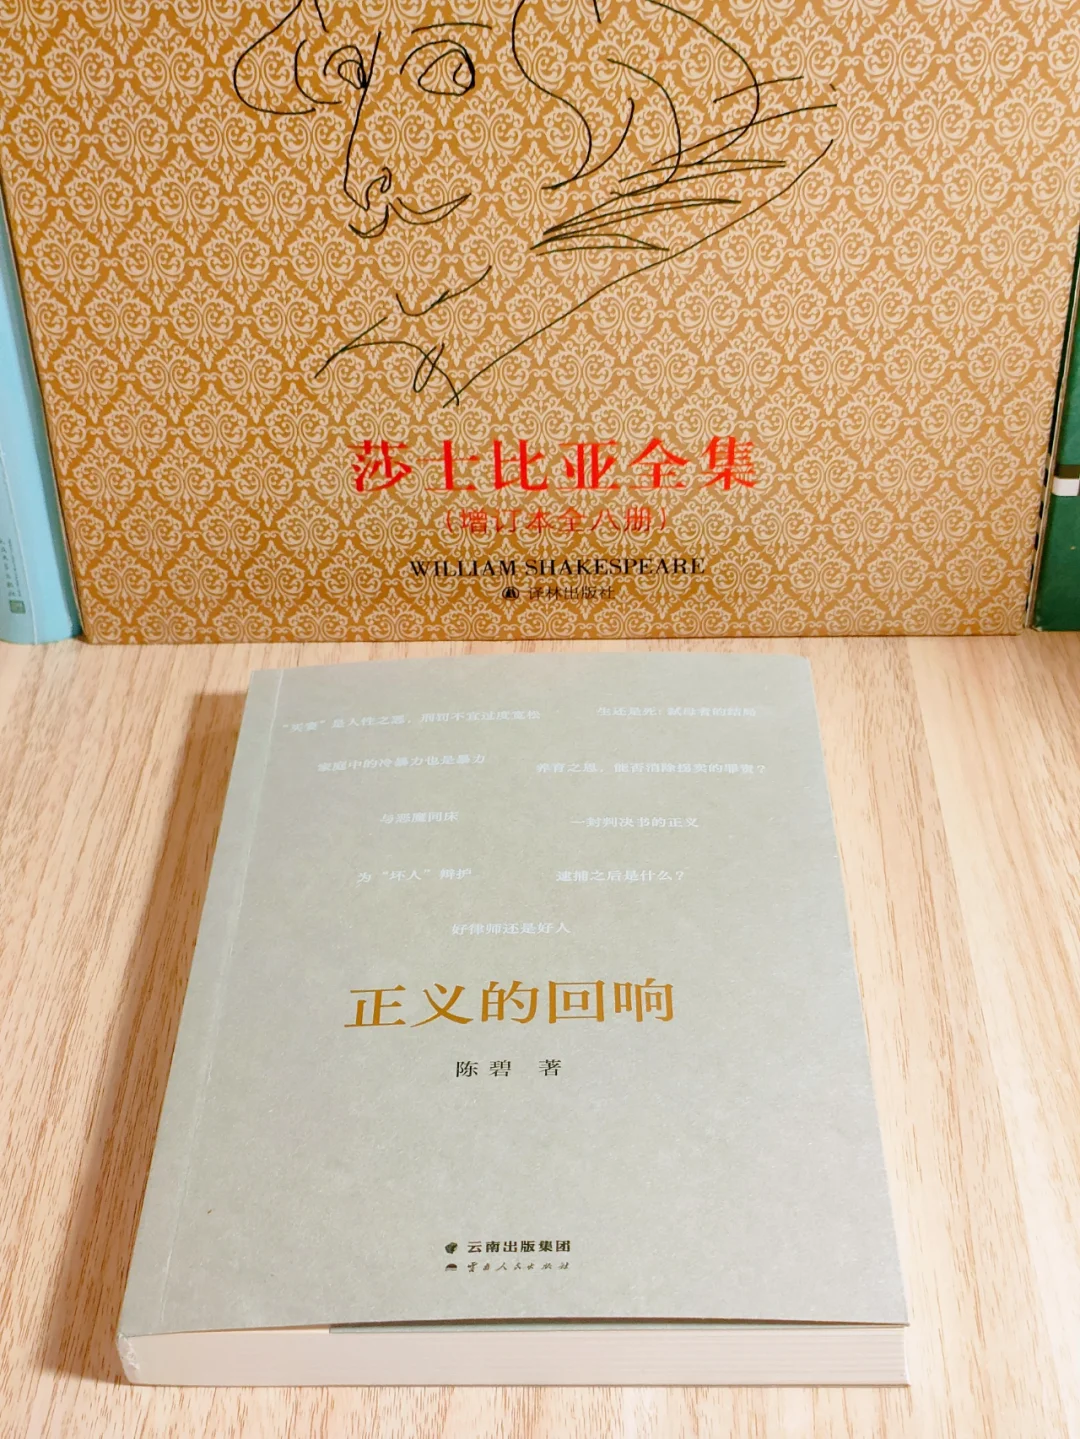 莎士比亚全集
(增订本全八册)
WILLIAM SHAKESPEARE
译林出版社
“买妻”是人性之恶，刑罚不宜过度宽松
生还是死：弑母者的结局
家庭中的冷暴力也是暴力
养育之恩，能否消除拐卖的罪责？
与恶魔同床
一封判决书的正义
为“坏人”辩护
逮捕之后是什么？
好律师还是好人
正义的回响
陈碧 著
云南出版集团
雲南人民出版社